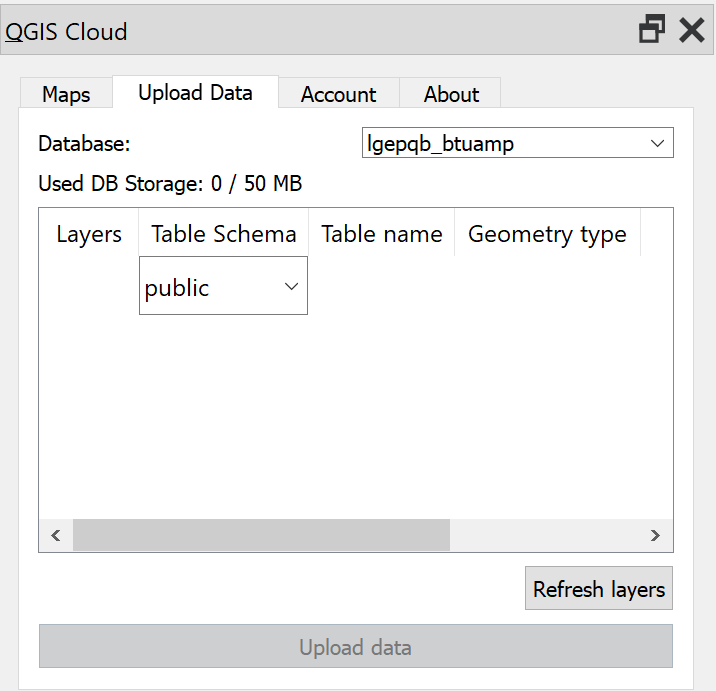 QGIS Cloud
Maps Upload Data Account About
Database: lgepqb_btuamp
Used DB Storage: 0 / 50 MB
Layers Table Schema Table name Geometry type
public
Refresh layers
Upload data